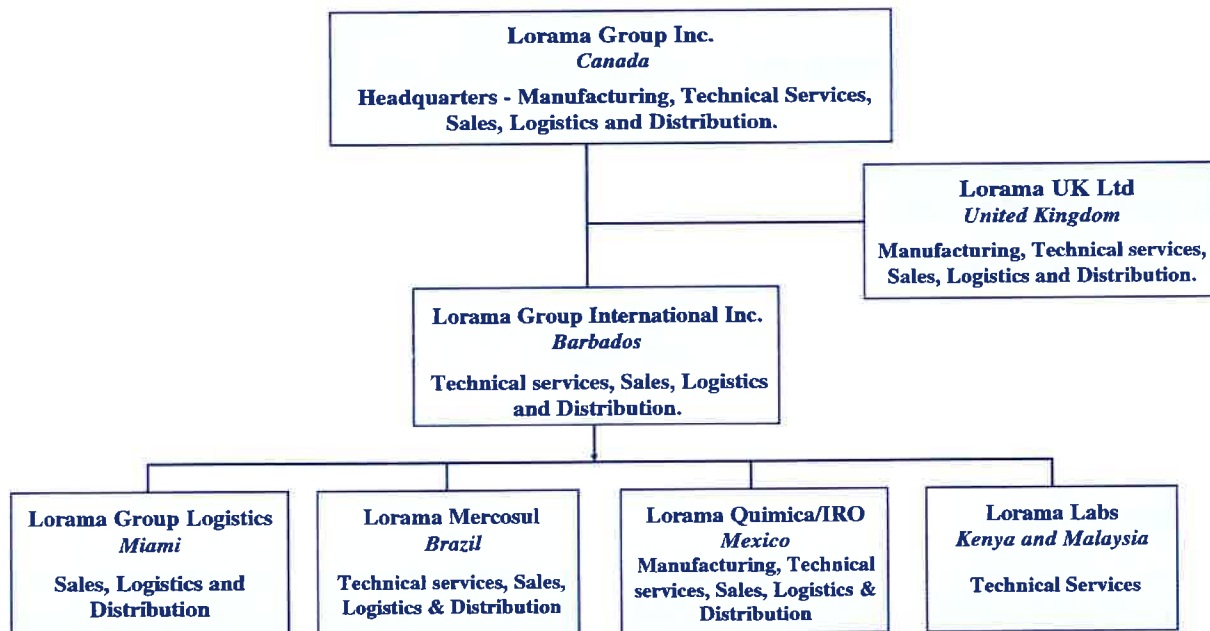 Lorama Group Inc.
Canada
Headquarters - Manufacturing, Technical Services,
Sales, Logistics and Distribution.
Lorama UK Ltd
United Kingdom
Manufacturing, Technical services,
Sales, Logistics and Distribution.
Lorama Group International Inc.
Barbados
Technical services, Sales, Logistics
and Distribution.
Lorama Group Logistics
Miami
Sales, Logistics and
Distribution
Lorama Mercosul
Brazil
Technical services, Sales,
Logistics & Distribution
Lorama Quimica/IRO
Mexico
Manufacturing, Technical
services, Sales, Logistics &
Distribution
Lorama Labs
Kenya and Malaysia
Technical Services